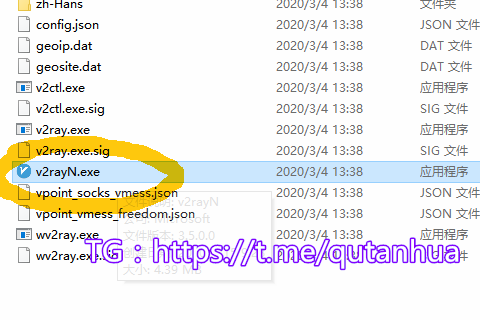 zh-Hans 2020/3/4 13:38 文件夹
config.json 2020/3/4 13:38 JSON 文件
geoip.dat 2020/3/4 13:38 DAT 文件
geosite.dat 2020/3/4 13:38 DAT 文件
v2ctl.exe 2020/3/4 13:38 应用程序
v2ctl.exe.sig 2020/3/4 13:38 SIG 文件
v2ray.exe 2020/3/4 13:38 应用程序
v2ray.exe.sig 2020/3/4 13:38 SIG 文件
v2rayN.exe 2020/3/4 13:38 应用程序
vpoint_socks_vmess.json 2020/3/4 13:38 JSON 文件
v2rayN
vpoint_vmess_freedom.json 2020/3/4 13:38 JSON 文件
wv2ray.exe 2020/3/4 13:38 应用程序
文件版本: 3.5.0.0
wv2ray.exe 2020/3/4 13:38 SIG 文件
TG：https://t.me/qutanhua
大小: 4.39 MB